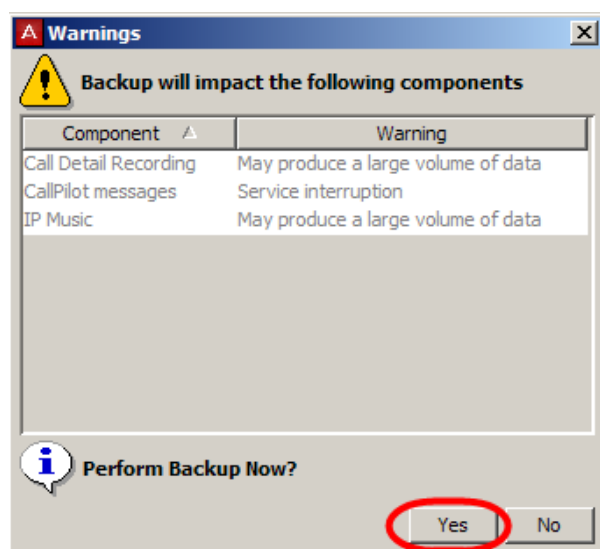 A Warnings
Backup will impact the following components
Component Warning
Call Detail Recording May produce a large volume of data
CallPilot messages Service interruption
IP Music May produce a large volume of data
Perform Backup Now?
Yes No